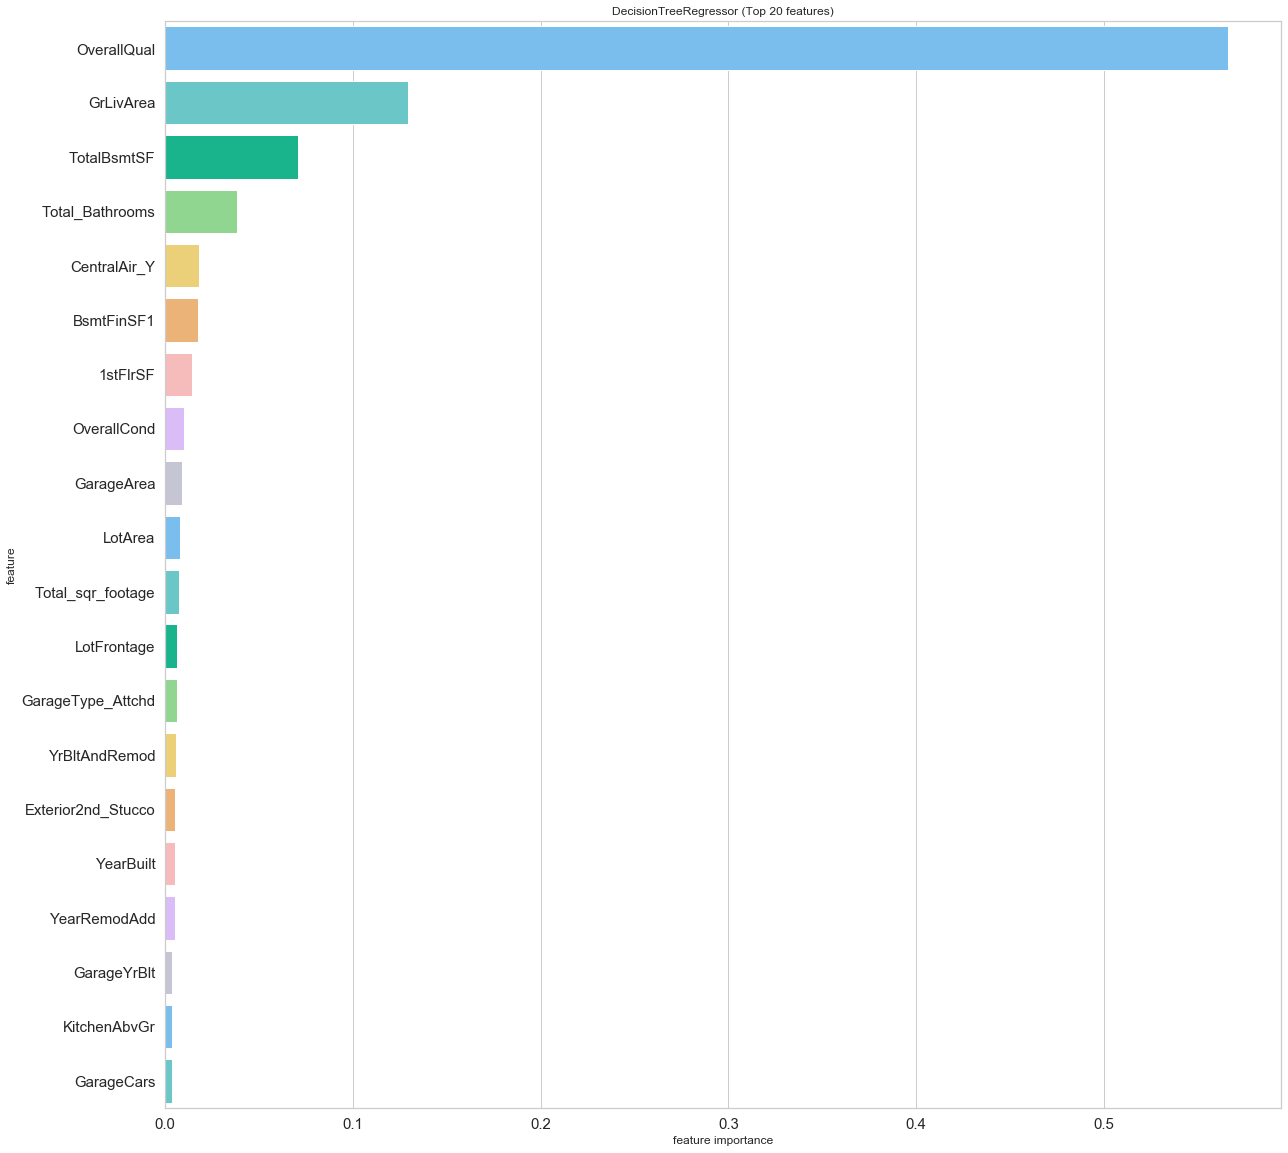 DecisionTreeRegressor (Top 20 features)
OverallQual
GrLivArea
TotalBsmtSF
Total_Bathrooms
CentralAir_Y
BsmtFinSF1
1stFlrSF
OverallCond
GarageArea
LotArea
Total_sqr_footage
LotFrontage
GarageType_Attchd
YrBltAndRemod
Exterior2nd_Stucco
YearBuilt
YearRemodAdd
GarageYrBlt
KitchenAbvGr
GarageCars
feature
0.0 0.1 0.2 0.3 0.4 0.5
feature importance